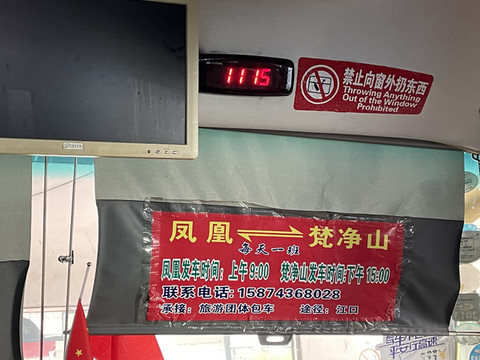 1115
禁止向窗外扔东西
Throwing Anything
Out of the Window
Prohibited
凤凰 ⇌ 梵净山
每天一班
凤凰发车时间:上午9:00 梵净山发车时间:下午15:00
联系电话:15874368028
承接:旅游团体包车 途径:江口